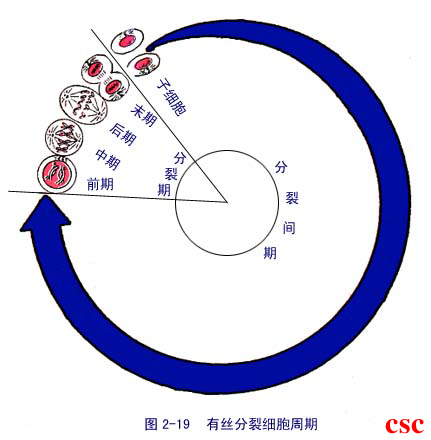 子细胞
末期
后期
中期
前期
分裂期
分裂间期
图 2-19 有丝分裂细胞周期
csc